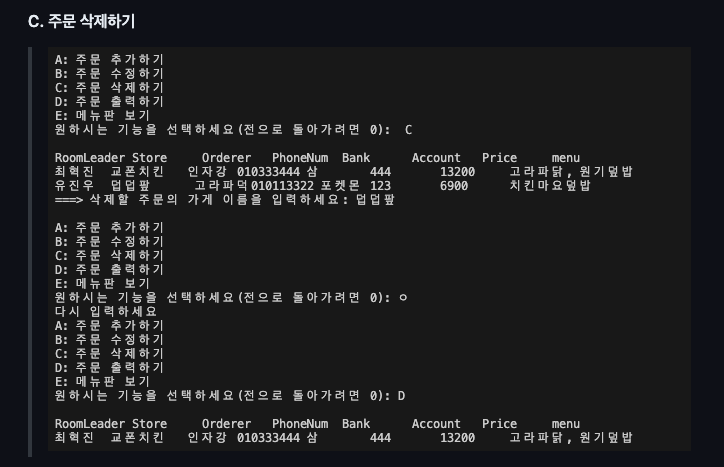 C. 주문 삭제하기
A: 주문 추가하기
B: 주문 수정하기
C: 주문 삭제하기
D: 주문 출력하기
E: 메뉴판 보기
원하시는 기능을 선택하세요(전으로 돌아가려면 0):  C
RoomLeader Store     Orderer   PhoneNum  Bank      Account   Price     menu
최혁진  교폰치킨   인자강 010333444 삼       444       13200     고라파닭,원기덮밥
유진우  덥덥팦      고라파덕010113322 포켓몬 123       6900      치킨마요덮밥
===> 삭제할 주문의 가게 이름을 입력하세요: 덥덥팦
A: 주문 추가하기
B: 주문 수정하기
C: 주문 삭제하기
D: 주문 출력하기
E: 메뉴판 보기
원하시는 기능을 선택하세요(전으로 돌아가려면 0): ㅇ
다시 입력하세요
A: 주문 추가하기
B: 주문 수정하기
C: 주문 삭제하기
D: 주문 출력하기
E: 메뉴판 보기
원하시는 기능을 선택하세요(전으로 돌아가려면 0): D
RoomLeader Store     Orderer   PhoneNum  Bank      Account   Price     menu
최혁진  교폰치킨   인자강 010333444 삼       444       13200     고라파닭,원기덮밥